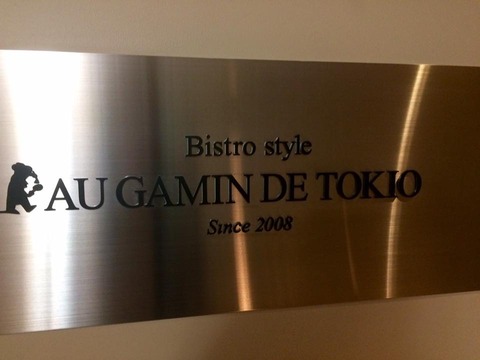 Bistro style
AU GAMIN DE TOKIO
Since 2008